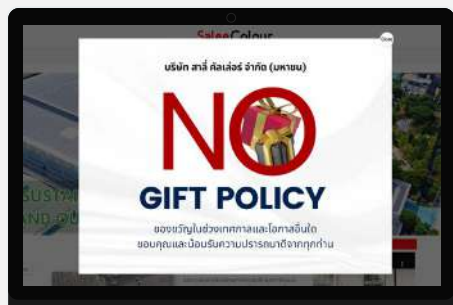 SaleeColour
Close
บริษัท สาลี่ คัลเล่อร์ จำกัด (มหาชน)
NO
GIFT POLICY
ของขวัญในช่วงเทศกาลและโอกาสอื่นใด
ขอบคุณและน้อมรับความปรารถนาดีจากทุกท่าน